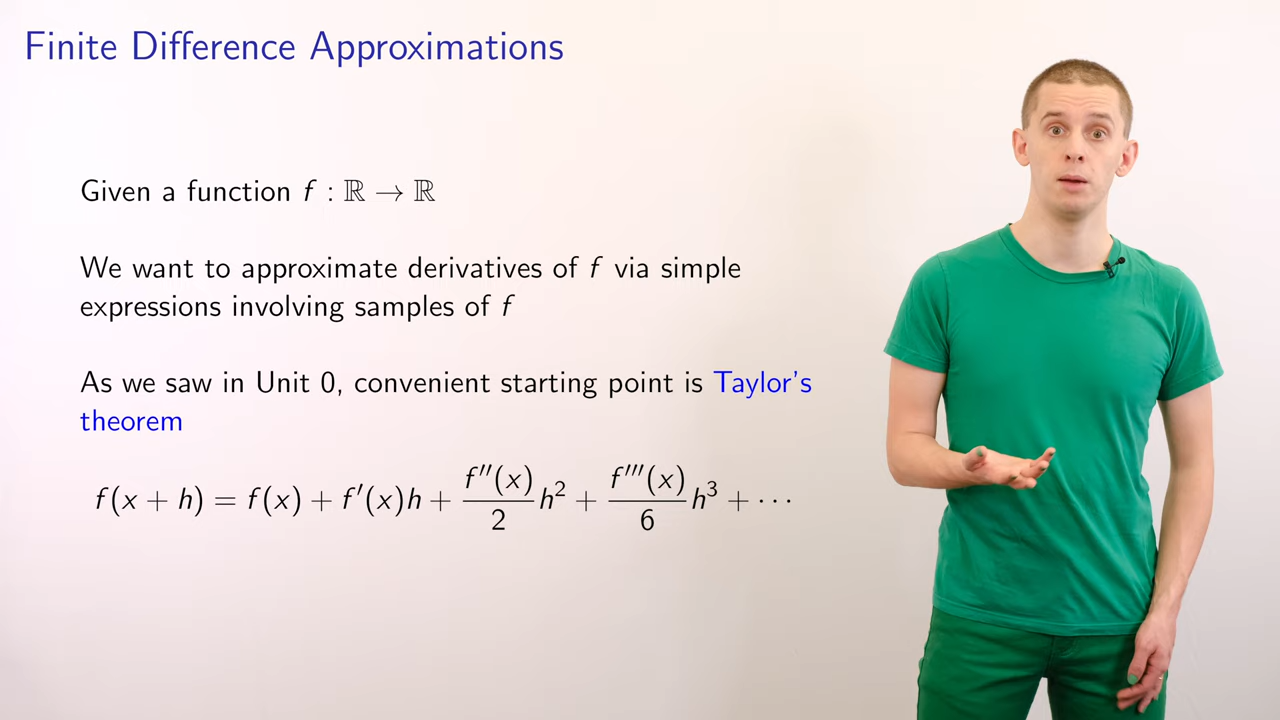 Finite Difference Approximations
Given a function f : ℝ → ℝ
We want to approximate derivatives of f via simple
expressions involving samples of f
As we saw in Unit 0, convenient starting point is Taylor's
theorem
f(x + h) = f(x) + f′(x)h + f″(x)/2 h² + f‴(x)/6 h³ + ⋯